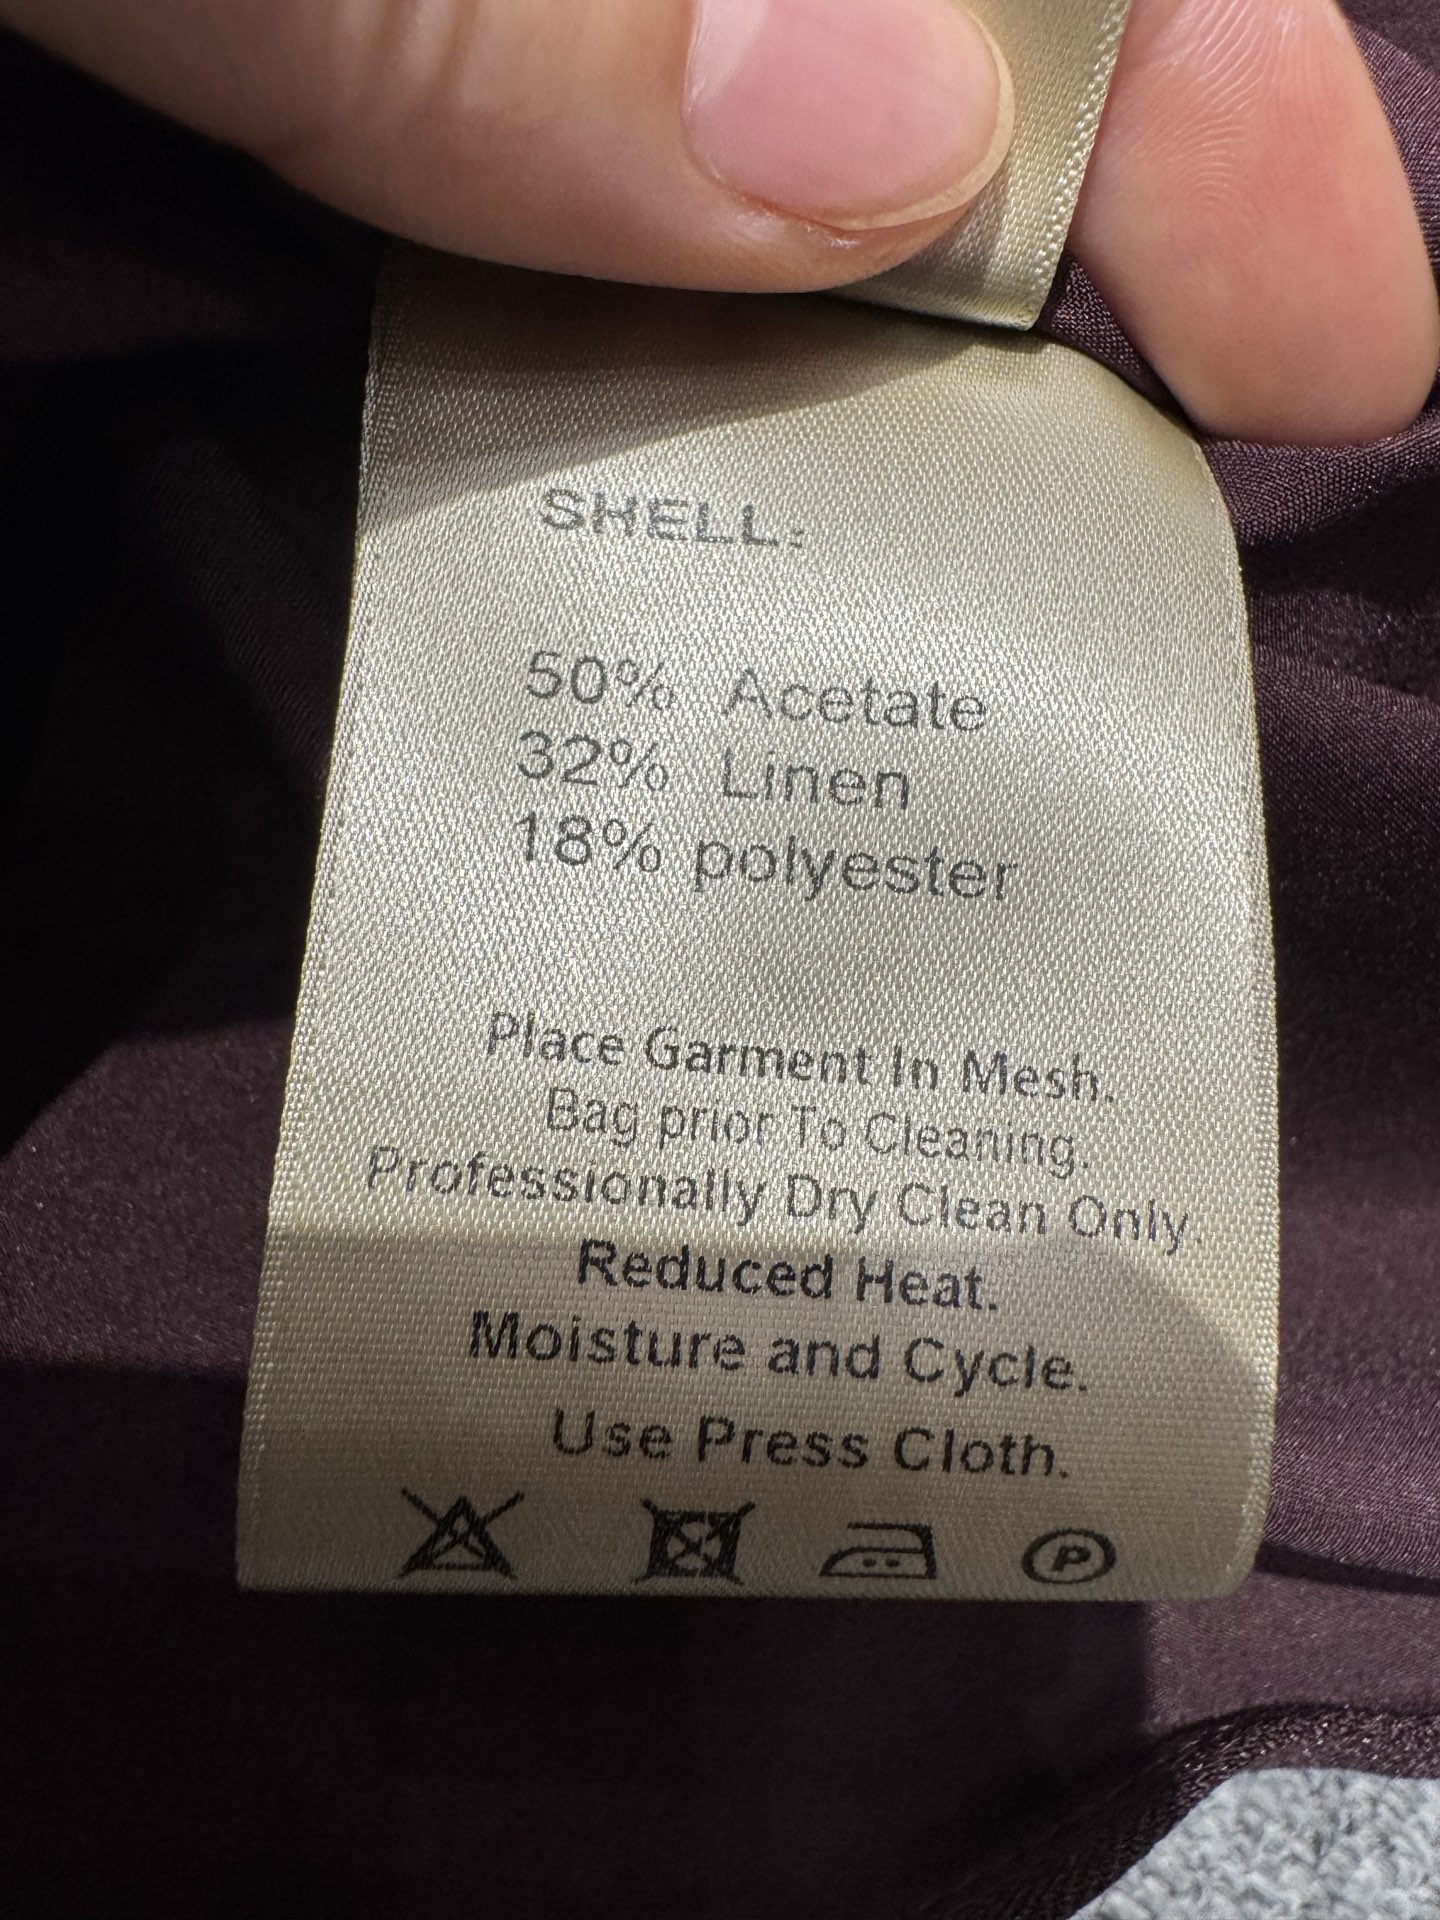 SHELL:
50% Acetate
32% Linen
18% polyester
Place Garment In Mesh.
Bag prior To Cleaning.
Professionally Dry Clean Only.
Reduced Heat.
Moisture and Cycle.
Use Press Cloth.
P